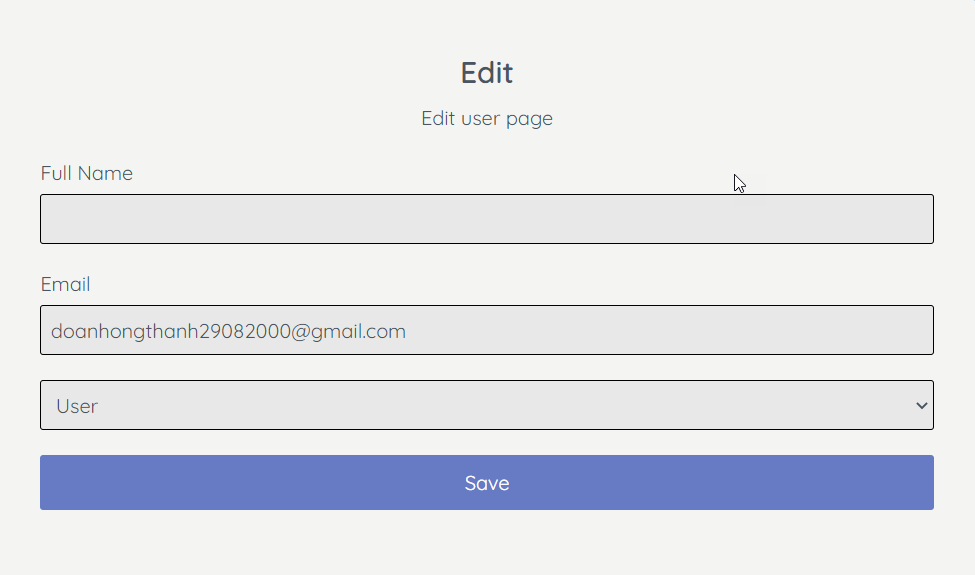 Edit
Edit user page
Full Name
Email
doanhongthanh29082000@gmail.com
User
Save